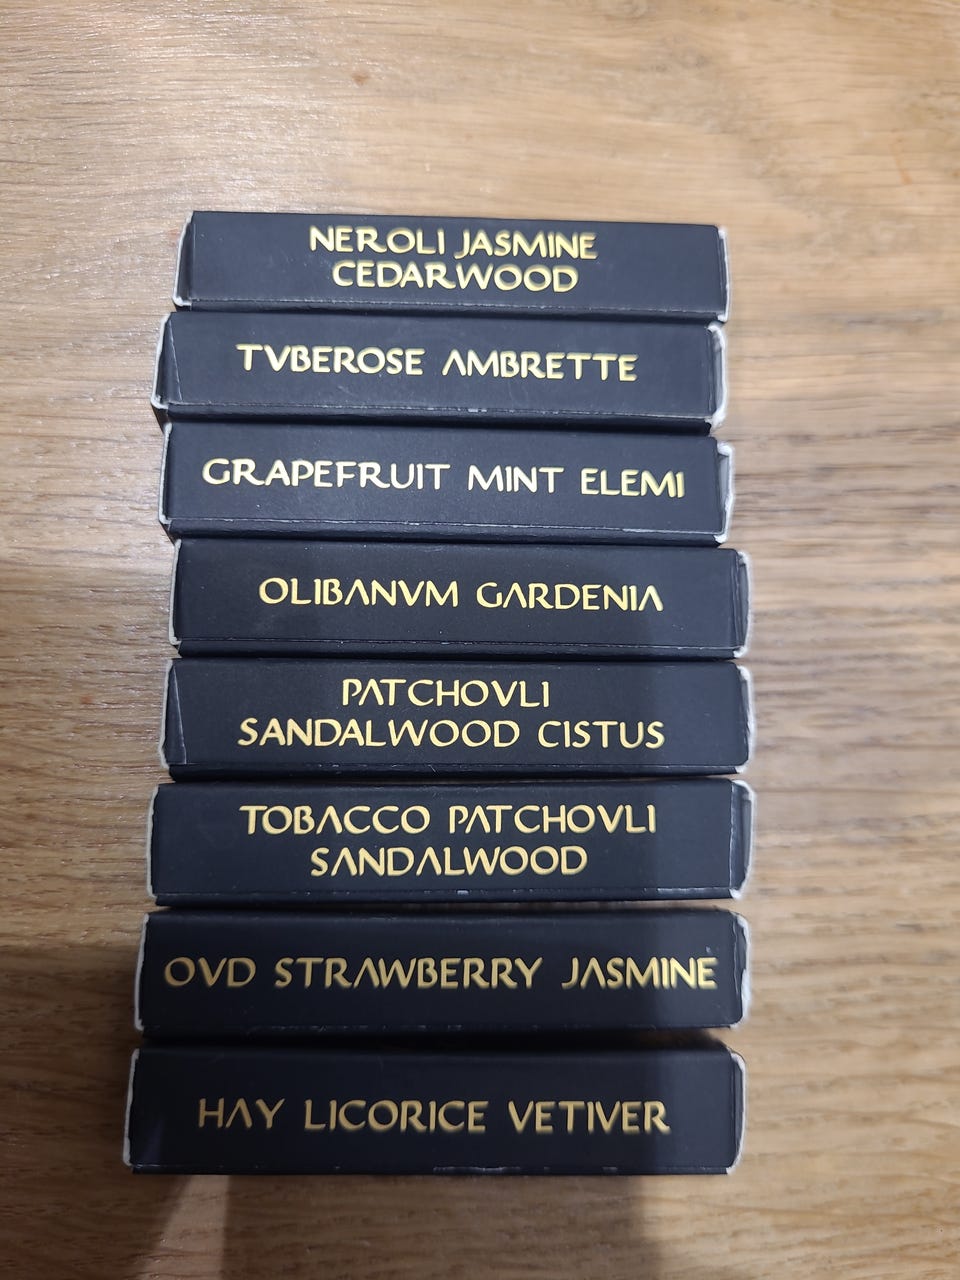 NEROLI JASMINE
CEDARWOOD
TVBEROSE AMBRETTE
GRAPEFRUIT MINT ELEMI
OLIBANVM GARDENIA
PATCHOVLI
SANDALWOOD CISTUS
TOBACCO PATCHOVLI
SANDALWOOD
OVD STRAWBERRY JASMINE
HAY LICORICE VETIVER